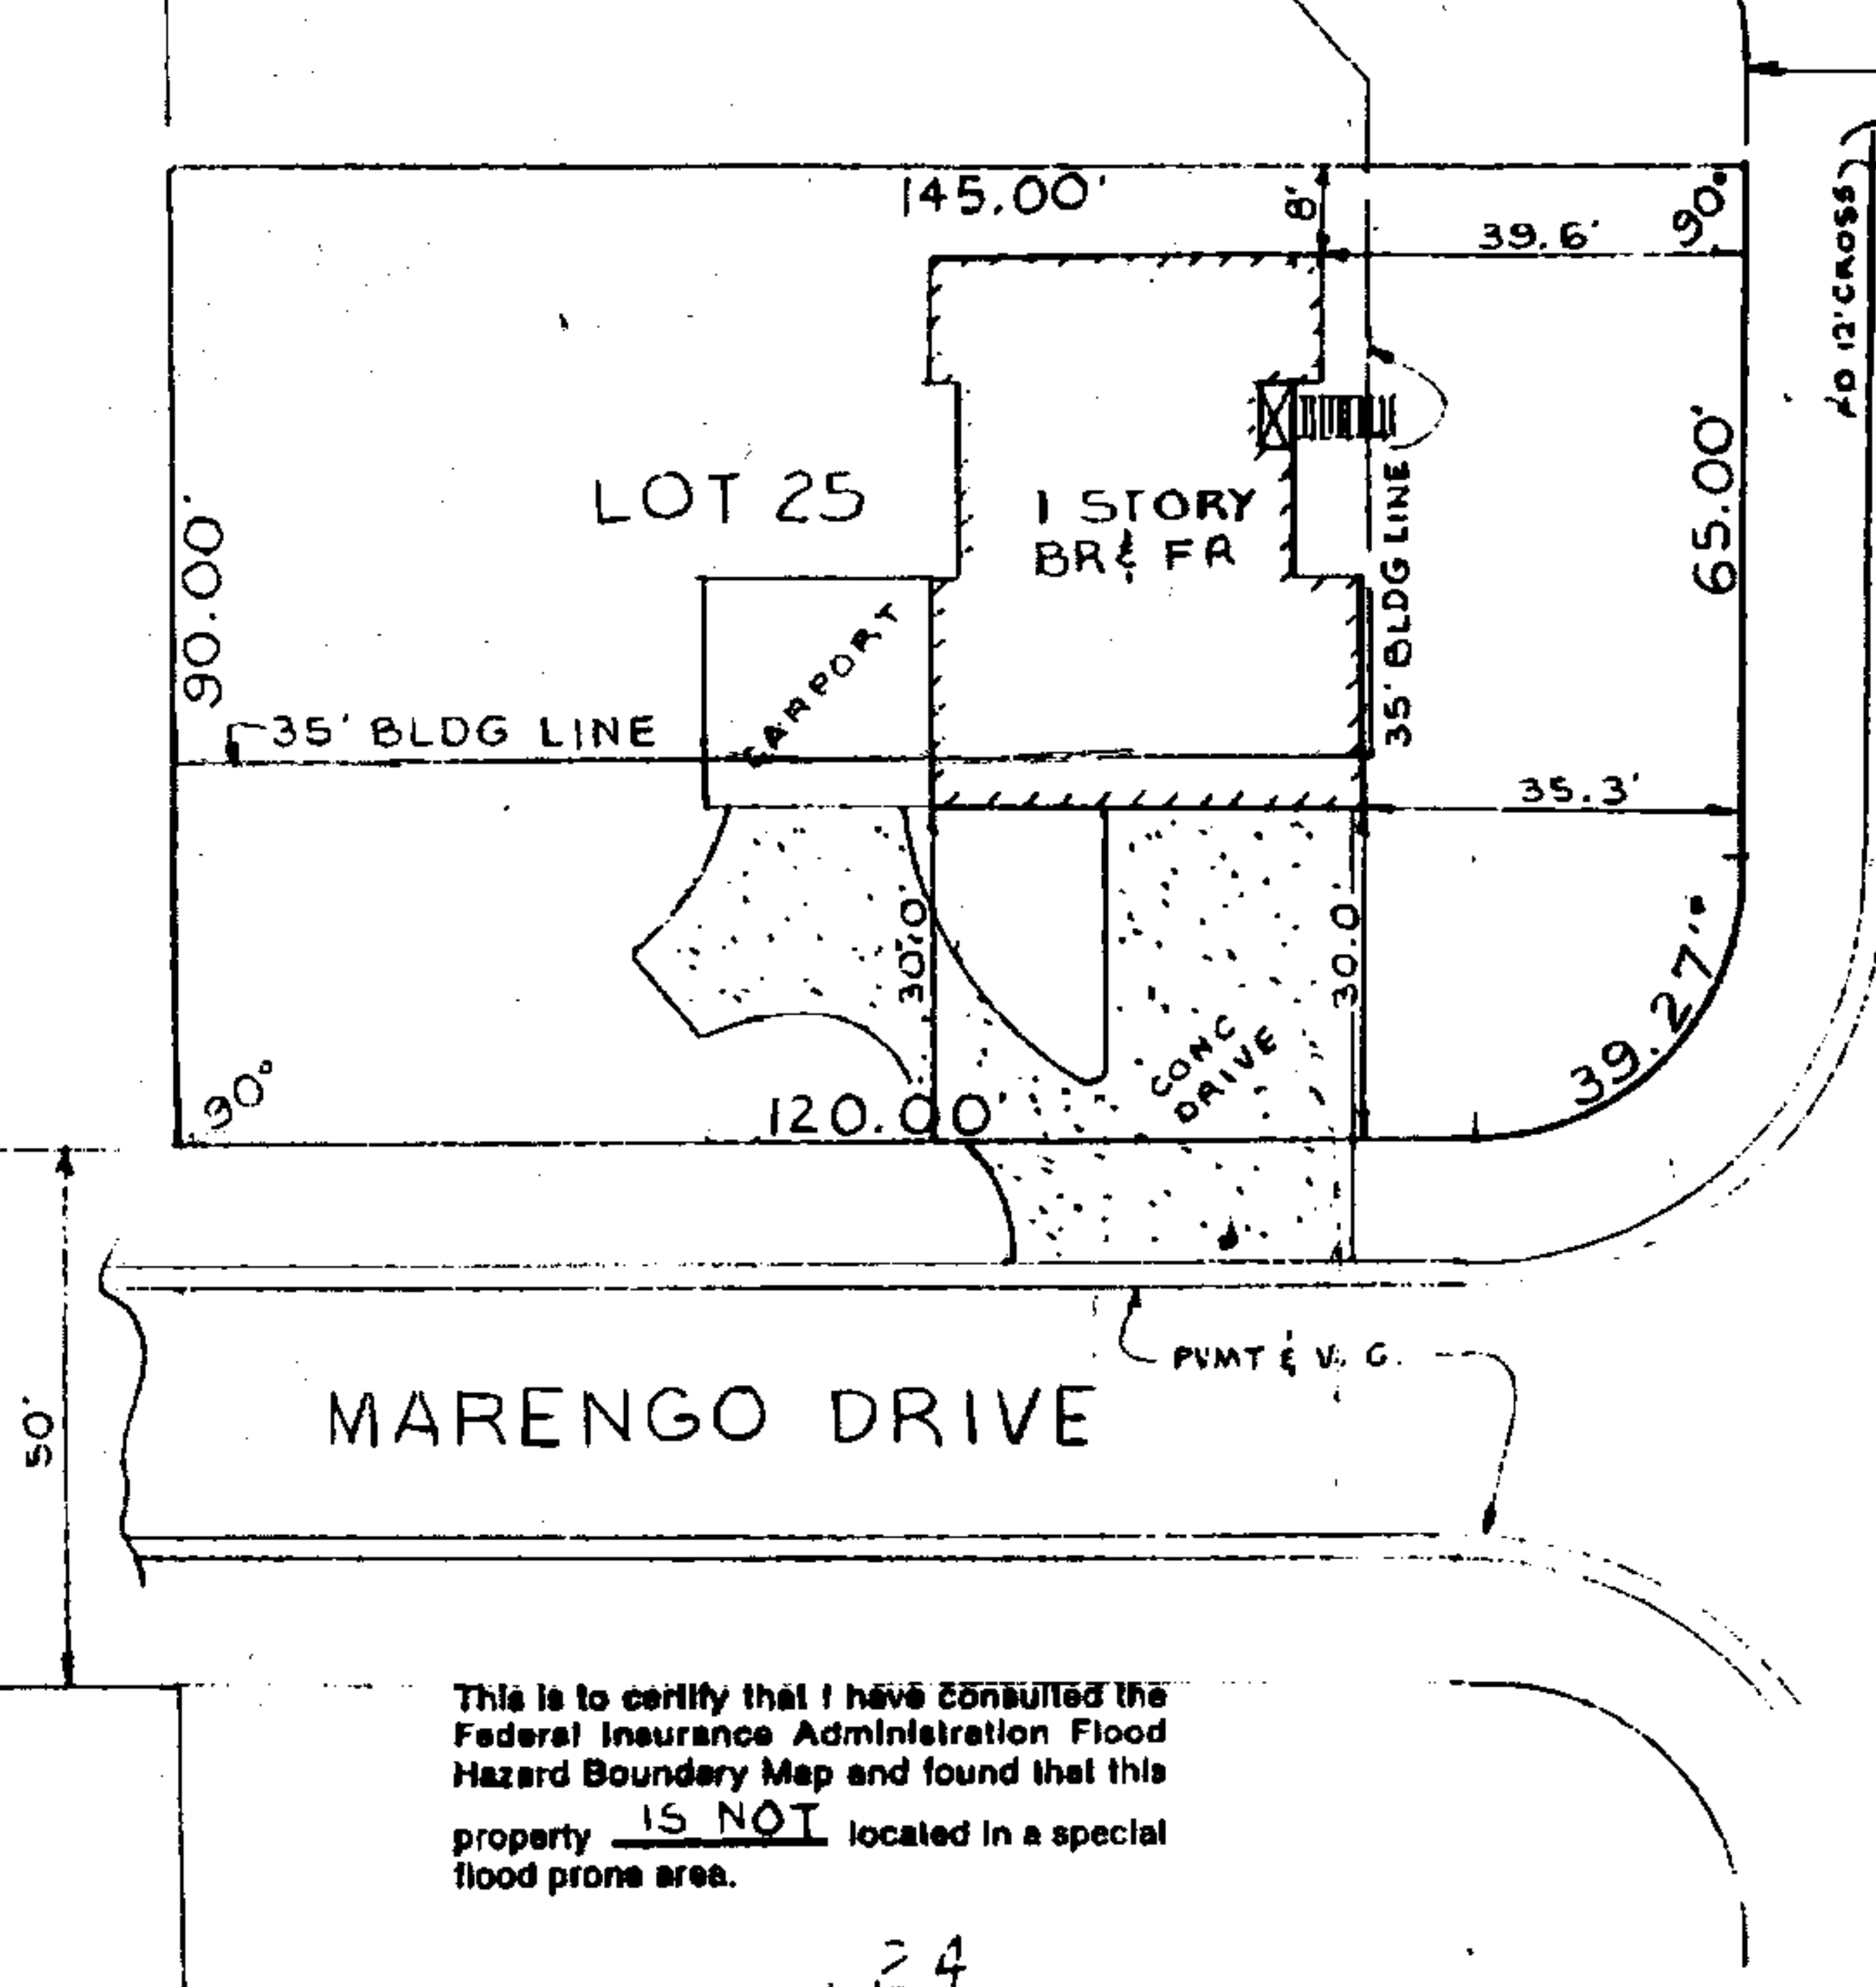 145.00'
8'
39.6'
90°
TO 12' CROSS)
LOT 25
1 STORY
BR & FR
90.00'
65.00'
35' BLDG LINE
CARPORT
35' BLDG LINE
35.3'
30.0'
30.0
CONC
DRIVE
39.27'
90°
120.00'
PVMT & V. G.
MARENGO DRIVE
50'
This is to certify that I have consulted the
Federal Insurance Administration Flood
Hazard Boundary Map and found that this
property IS NOT located in a special
flood prone area.
24